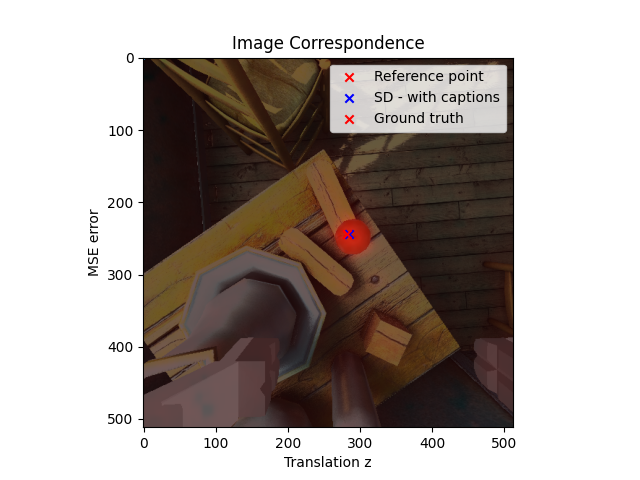 Image Correspondence
Reference point
SD - with captions
Ground truth
MSE error
0
100
200
300
400
500
0 100 200 300 400 500
Translation z